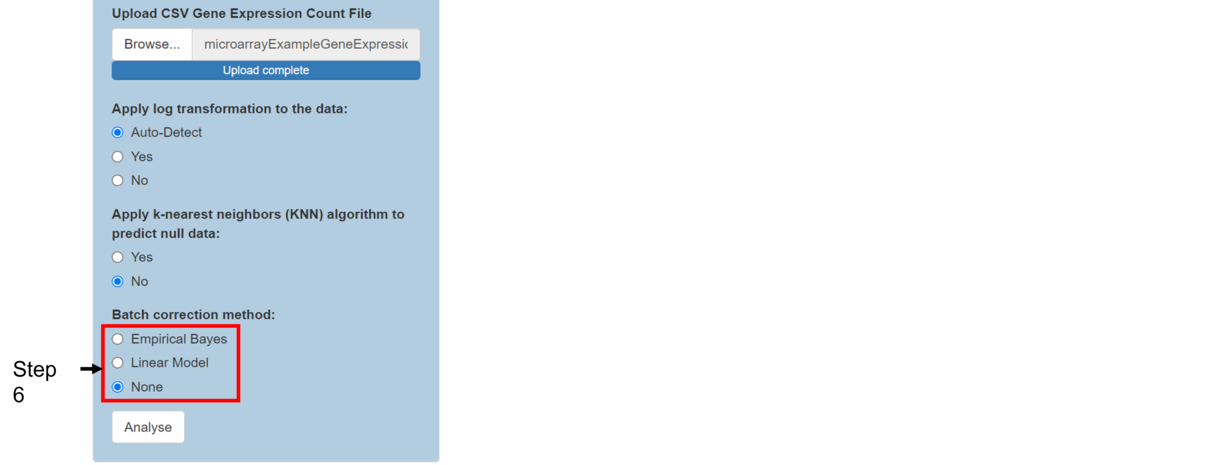 Upload CSV Gene Expression Count File
Browse... microarrayExampleGeneExpressic
Upload complete
Apply log transformation to the data:
Auto-Detect
Yes
No
Apply k-nearest neighbors (KNN) algorithm to
predict null data:
Yes
No
Batch correction method:
Empirical Bayes
Linear Model
None
Step
6
Analyse